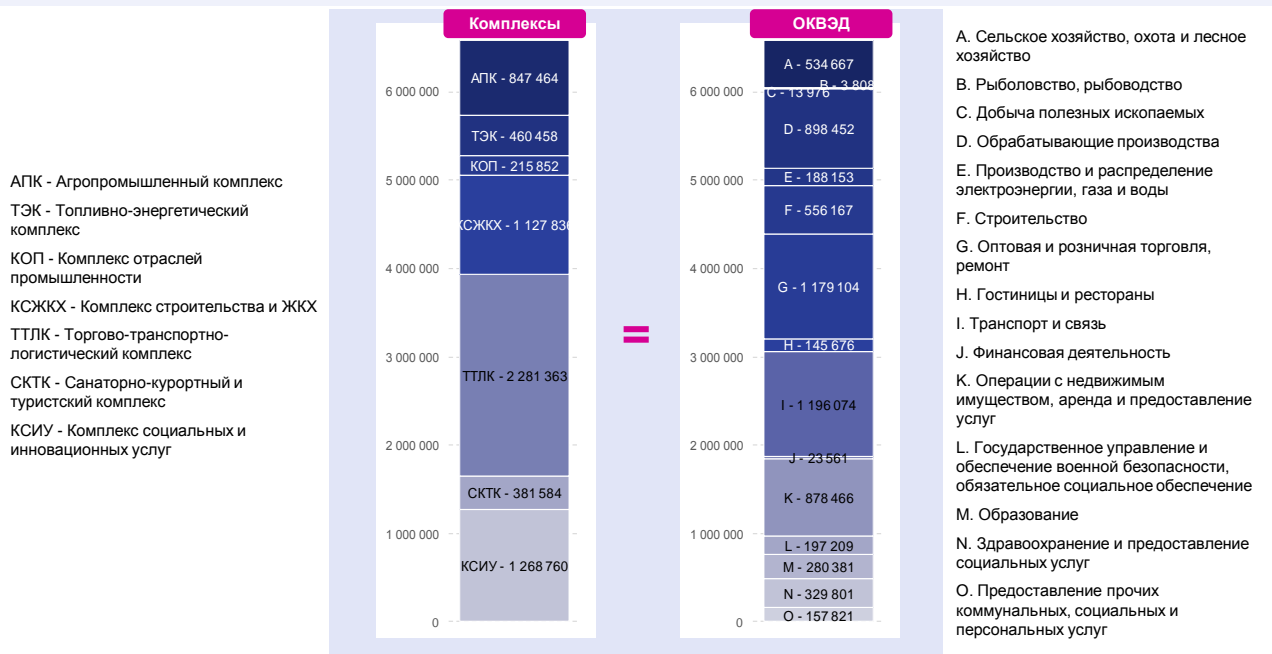 АПК - Агропромышленный комплекс
ТЭК - Топливно-энергетический
комплекс
КОП - Комплекс отраслей
промышленности
КСЖКХ - Комплекс строительства и ЖКХ
ТТЛК - Торгово-транспортно-
логистический комплекс
СКТК - Санаторно-курортный и
туристский комплекс
КСИУ - Комплекс социальных и
инновационных услуг
Комплексы
6 000 000
5 000 000
4 000 000
3 000 000
2 000 000
1 000 000
0
АПК - 847 464
ТЭК - 460 458
КОП - 215 852
КСЖКХ - 1 127 836
ТТЛК - 2 281 363
СКТК - 381 584
КСИУ - 1 268 760
=
ОКВЭД
6 000 000
5 000 000
4 000 000
3 000 000
2 000 000
1 000 000
0
A - 534 667
B - 3 808
C - 13 976
D - 898 452
E - 188 153
F - 556 167
G - 1 179 104
H - 145 676
I - 1 196 074
J - 23 561
K - 878 466
L - 197 209
M - 280 381
N - 329 801
O - 157 821
A. Сельское хозяйство, охота и лесное
хозяйство
B. Рыболовство, рыбоводство
C. Добыча полезных ископаемых
D. Обрабатывающие производства
E. Производство и распределение
электроэнергии, газа и воды
F. Строительство
G. Оптовая и розничная торговля,
ремонт
H. Гостиницы и рестораны
I. Транспорт и связь
J. Финансовая деятельность
K. Операции с недвижимым
имуществом, аренда и предоставление
услуг
L. Государственное управление и
обеспечение военной безопасности,
обязательное социальное обеспечение
M. Образование
N. Здравоохранение и предоставление
социальных услуг
O. Предоставление прочих
коммунальных, социальных и
персональных услуг